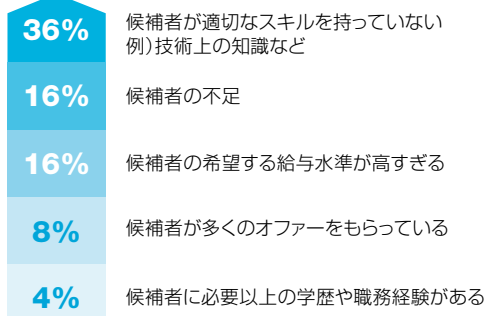 36%
候補者が適切なスキルを持っていない
例）技術上の知識など
16%
候補者の不足
16%
候補者の希望する給与水準が高すぎる
8%
候補者が多くのオファーをもらっている
4%
候補者に必要以上の学歴や職務経験がある